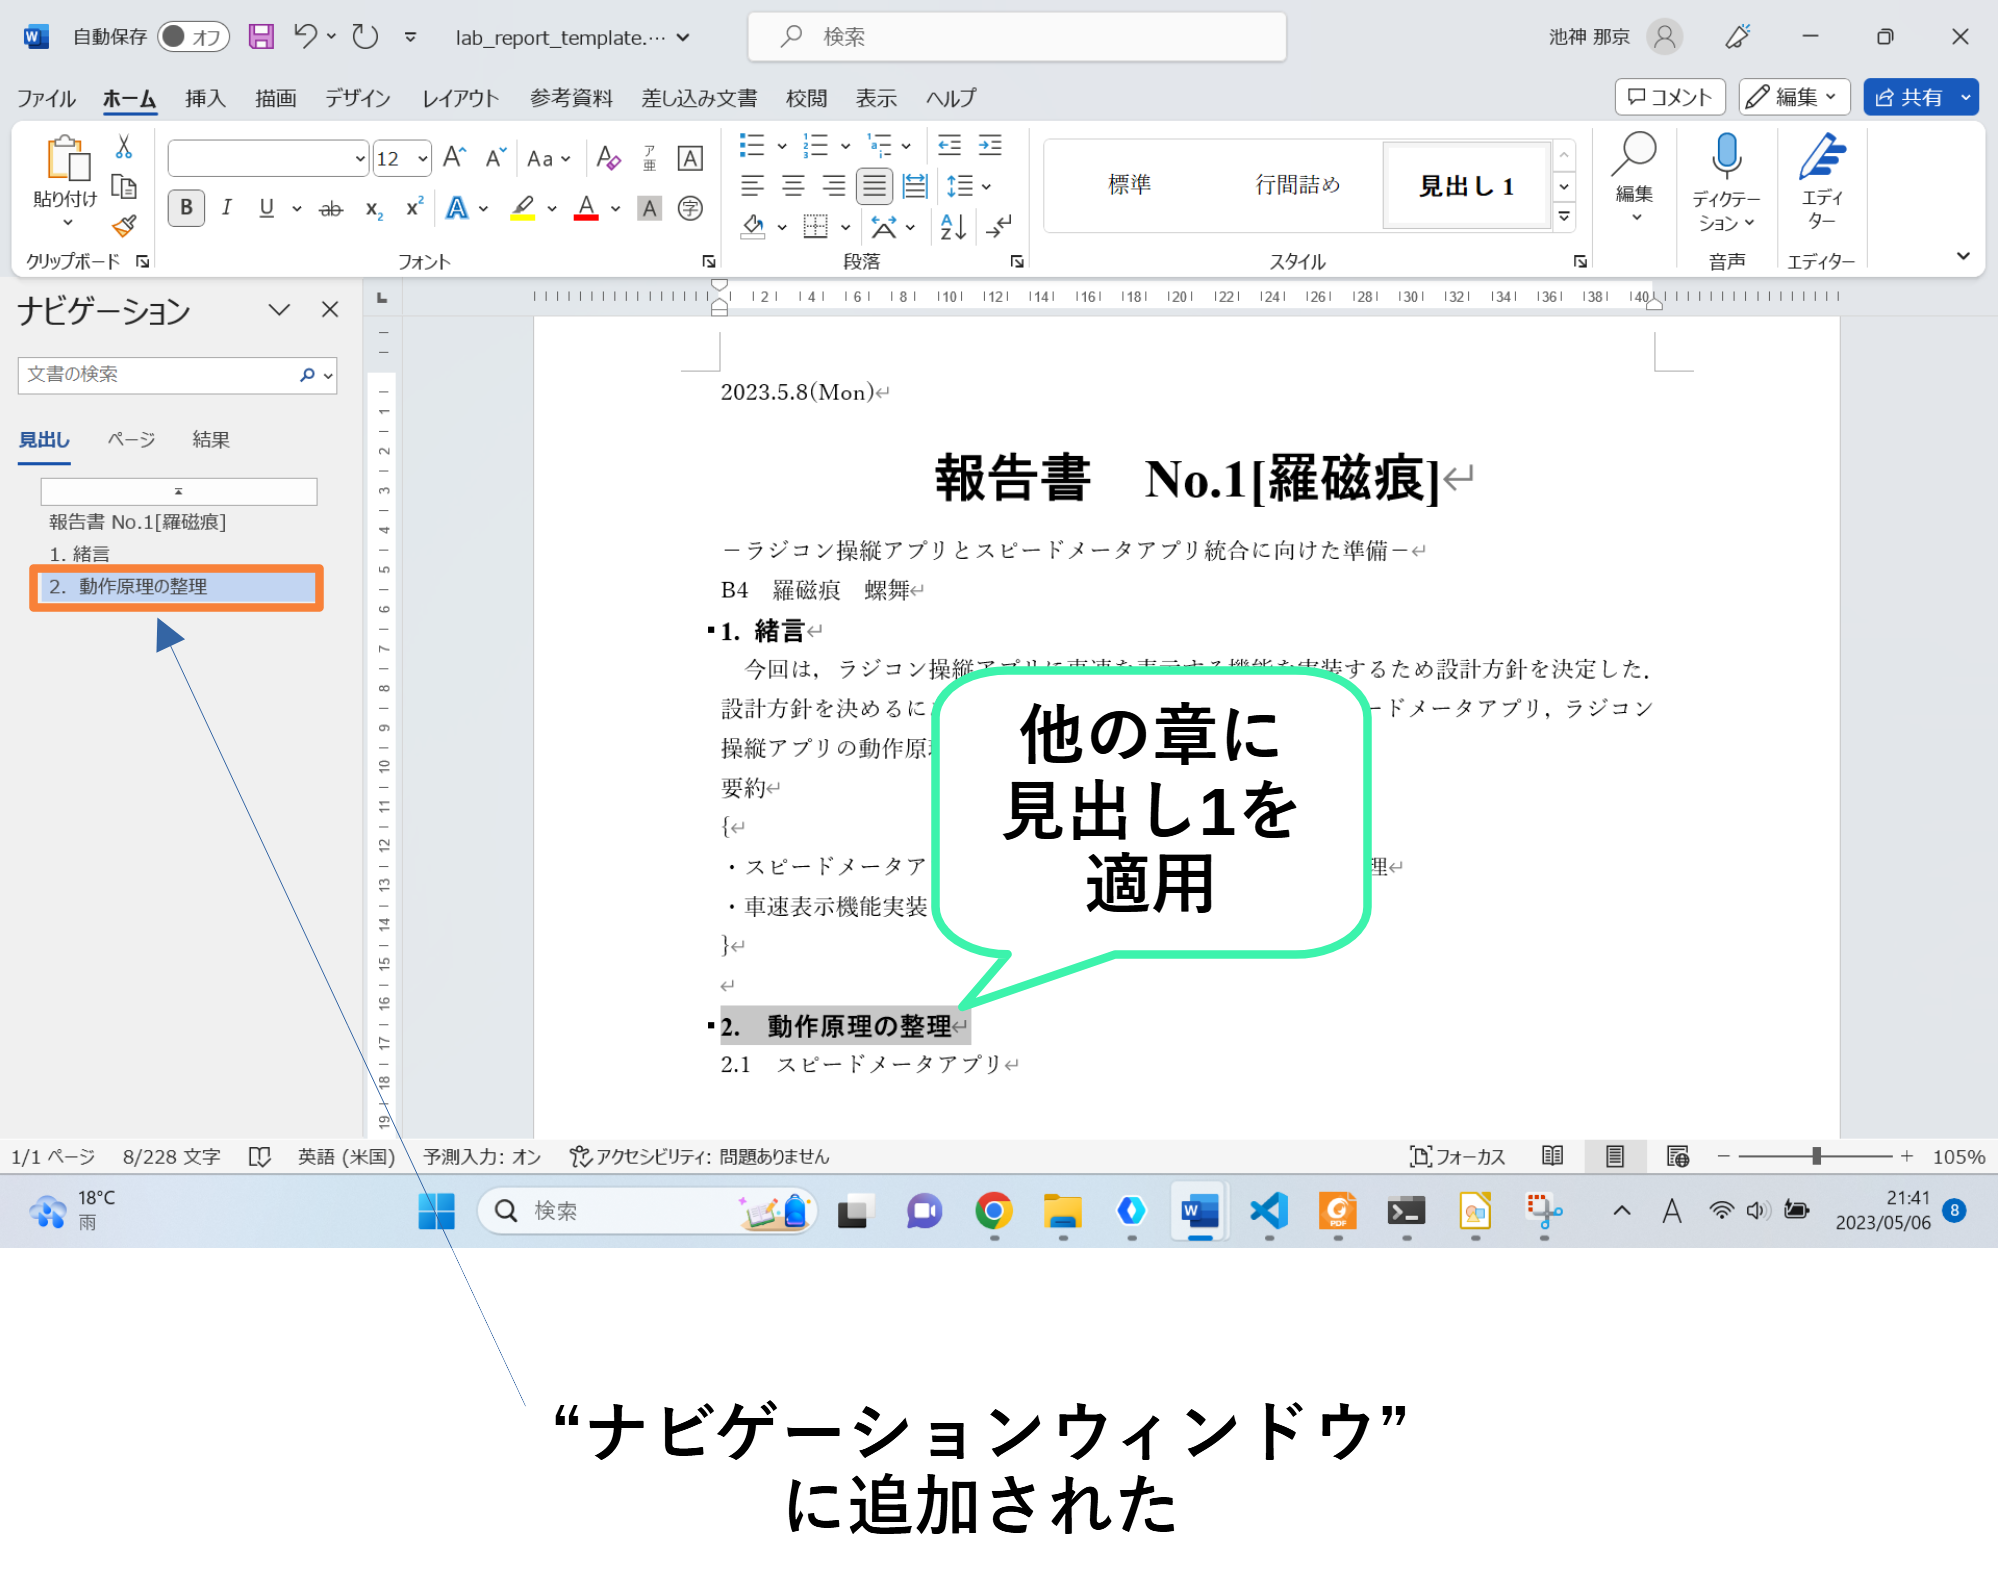 自動保存 オフ lab_report_template.… 検索 池神 那京
ファイル ホーム 挿入 描画 デザイン レイアウト 参考資料 差し込み文書 校閲 表示 ヘルプ コメント 編集 共有
貼り付け
クリップボード
12
フォント
段落
標準 行間詰め 見出し 1
スタイル
編集
ディクテー
ション
音声
エディ
ター
エディター
ナビゲーション
文書の検索
見出し ページ 結果
報告書 No.1[羅磁痕]
1. 緒言
2. 動作原理の整理
2023.5.8(Mon)↵
報告書 No.1[羅磁痕]↵
－ラジコン操縦アプリとスピードメータアプリ統合に向けた準備－↵
B4 羅磁痕 螺舞↵
1. 緒言↵
今回は，ラジコン操縦アプリに車速を表示する機能を実装するため設計方針を決定した．
設計方針を決めるに ードメータアプリ，ラジコン
操縦アプリの動作原
要約↵
{↵
・スピードメータア 理↵
・車速表示機能実装
}↵
↵
2. 動作原理の整理↵
2.1 スピードメータアプリ↵
他の章に
見出し1を
適用
1/1 ページ 8/228 文字 英語 (米国) 予測入力: オン アクセシビリティ: 問題ありません フォーカス 105%
18°C
雨
検索
21:41
2023/05/06
8
“ナビゲーションウィンドウ”
に追加された